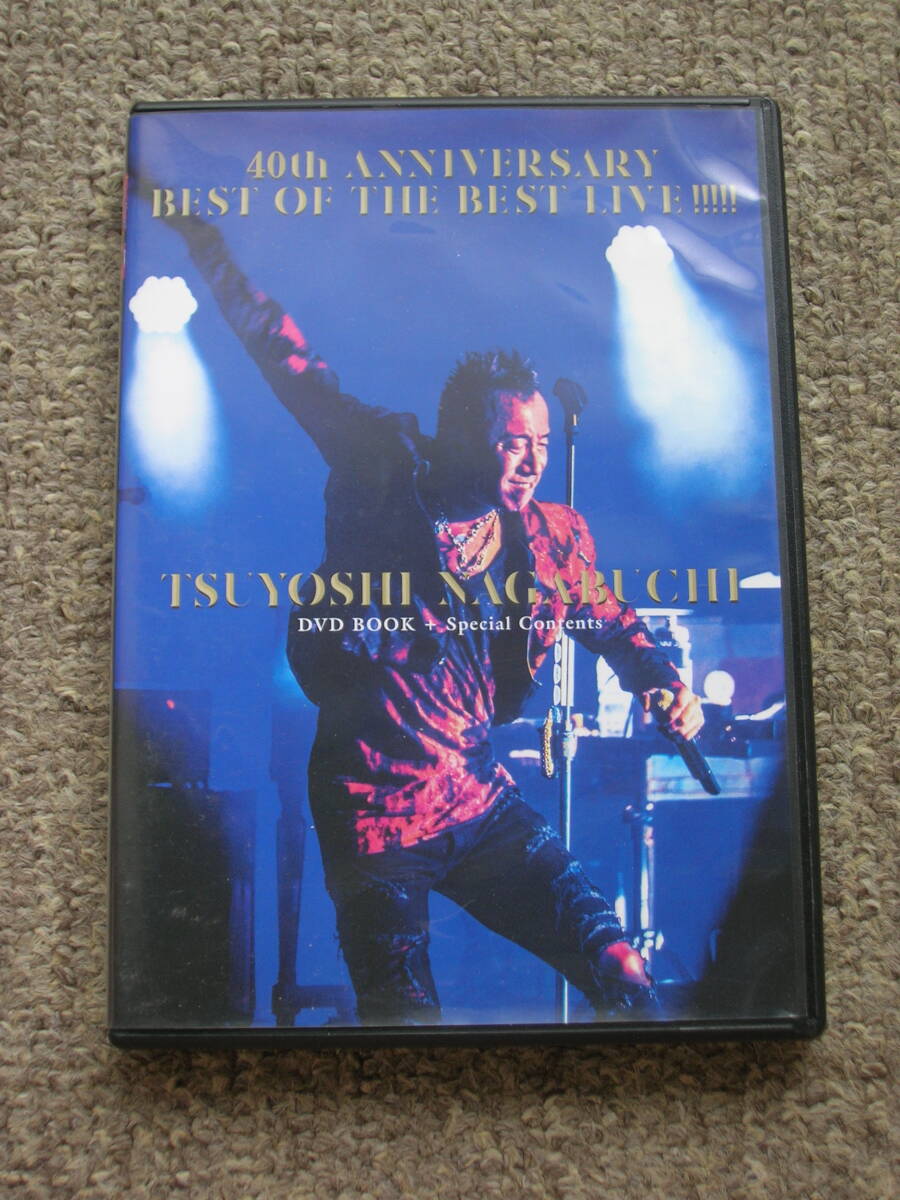 40th ANNIVERSARY
BEST OF THE BEST LIVE!!!!!
TSUYOSHI NAGABUCHI
DVD BOOK + Special Contents